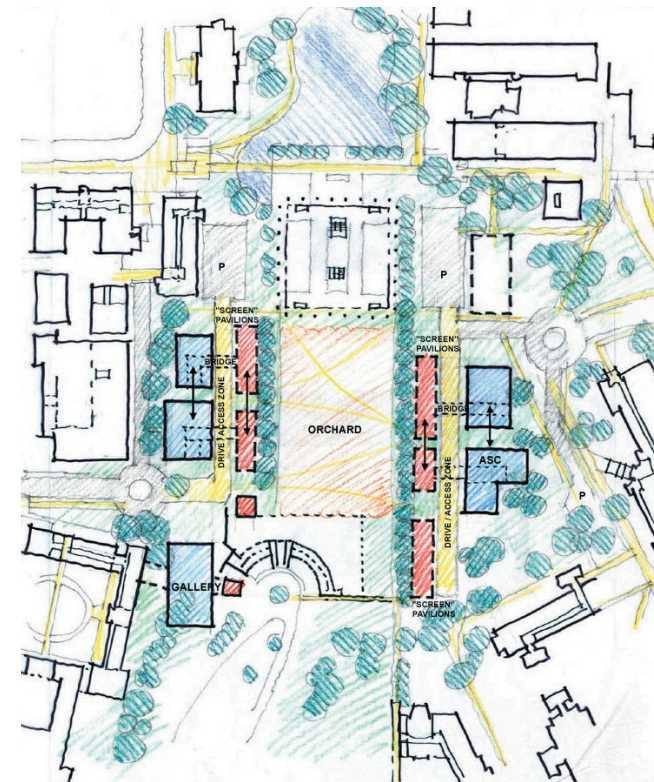 P
P
"SCREEN"
PAVILIONS
"SCREEN"
PAVILIONS
BRIDGE
BRIDGE
DRIVE / ACCESS ZONE
ORCHARD
ASC
DRIVE / ACCESS ZONE
P
GALLERY
"SCREEN"
PAVILIONS